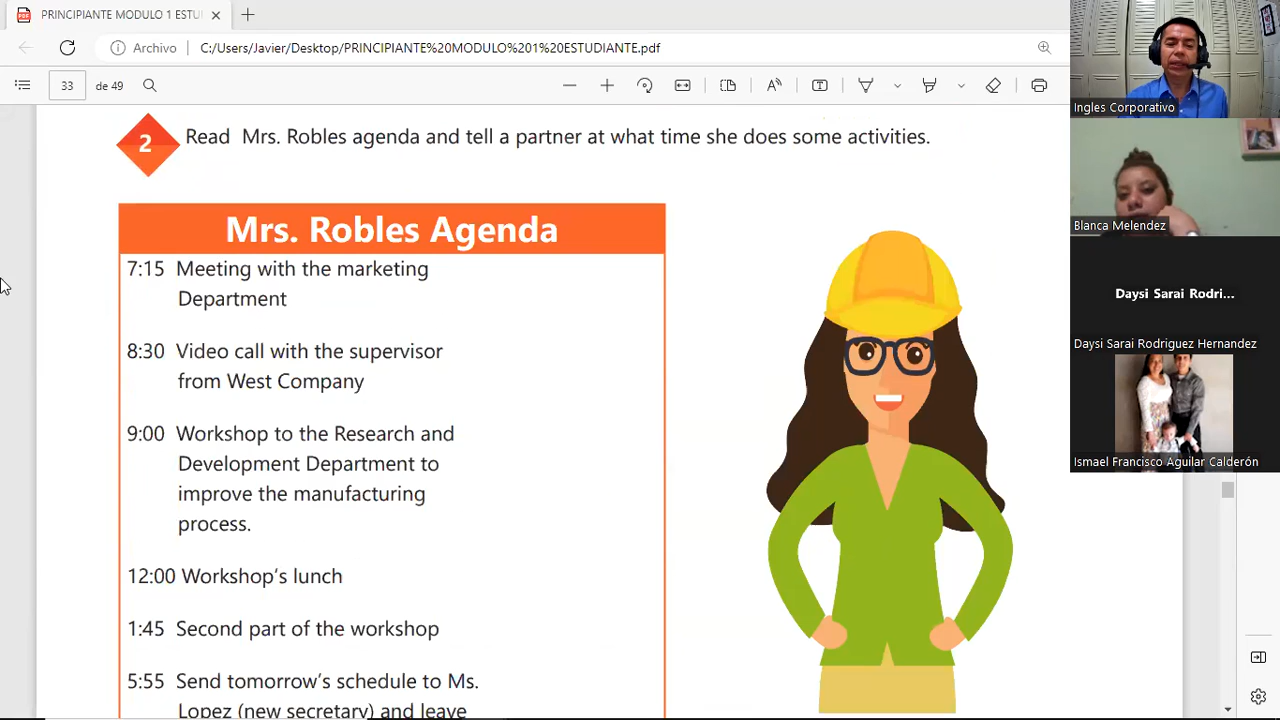 PRINCIPIANTE MODULO 1 ESTU
Archivo
C:/Users/Javier/Desktop/PRINCIPIANTE%20MODULO%201%20ESTUDIANTE.pdf
33
de 49
2
Read Mrs. Robles agenda and tell a partner at what time she does some activities.
Mrs. Robles Agenda
7:15 Meeting with the marketing
Department
8:30 Video call with the supervisor
from West Company
9:00 Workshop to the Research and
Development Department to
improve the manufacturing
process.
12:00 Workshop's lunch
1:45 Second part of the workshop
5:55 Send tomorrow's schedule to Ms.
Lopez (new secretary) and leave
Ingles Corporativo
Blanca Melendez
Daysi Sarai Rodri...
Daysi Sarai Rodriguez Hernandez
Ismael Francisco Aguilar Calderón